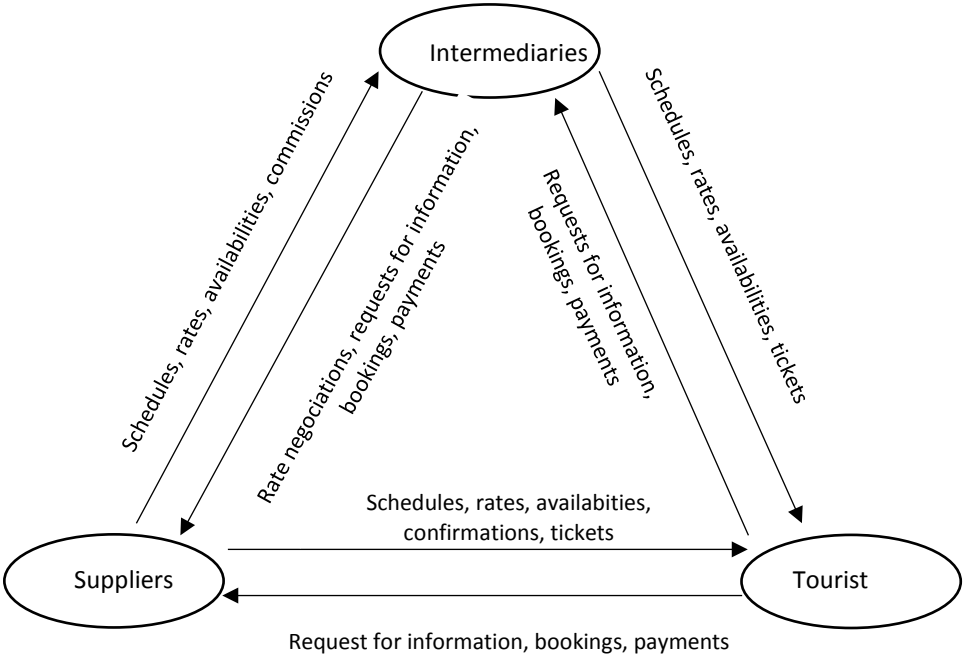 Intermediaries
Schedules, rates, availabilities, commissions
Rate negociations, requests for information,
bookings, payments
Requests for information,
bookings, payments
Schedules, rates, availabilities, tickets
Schedules, rates, availabities,
confirmations, tickets
Suppliers
Tourist
Request for information, bookings, payments